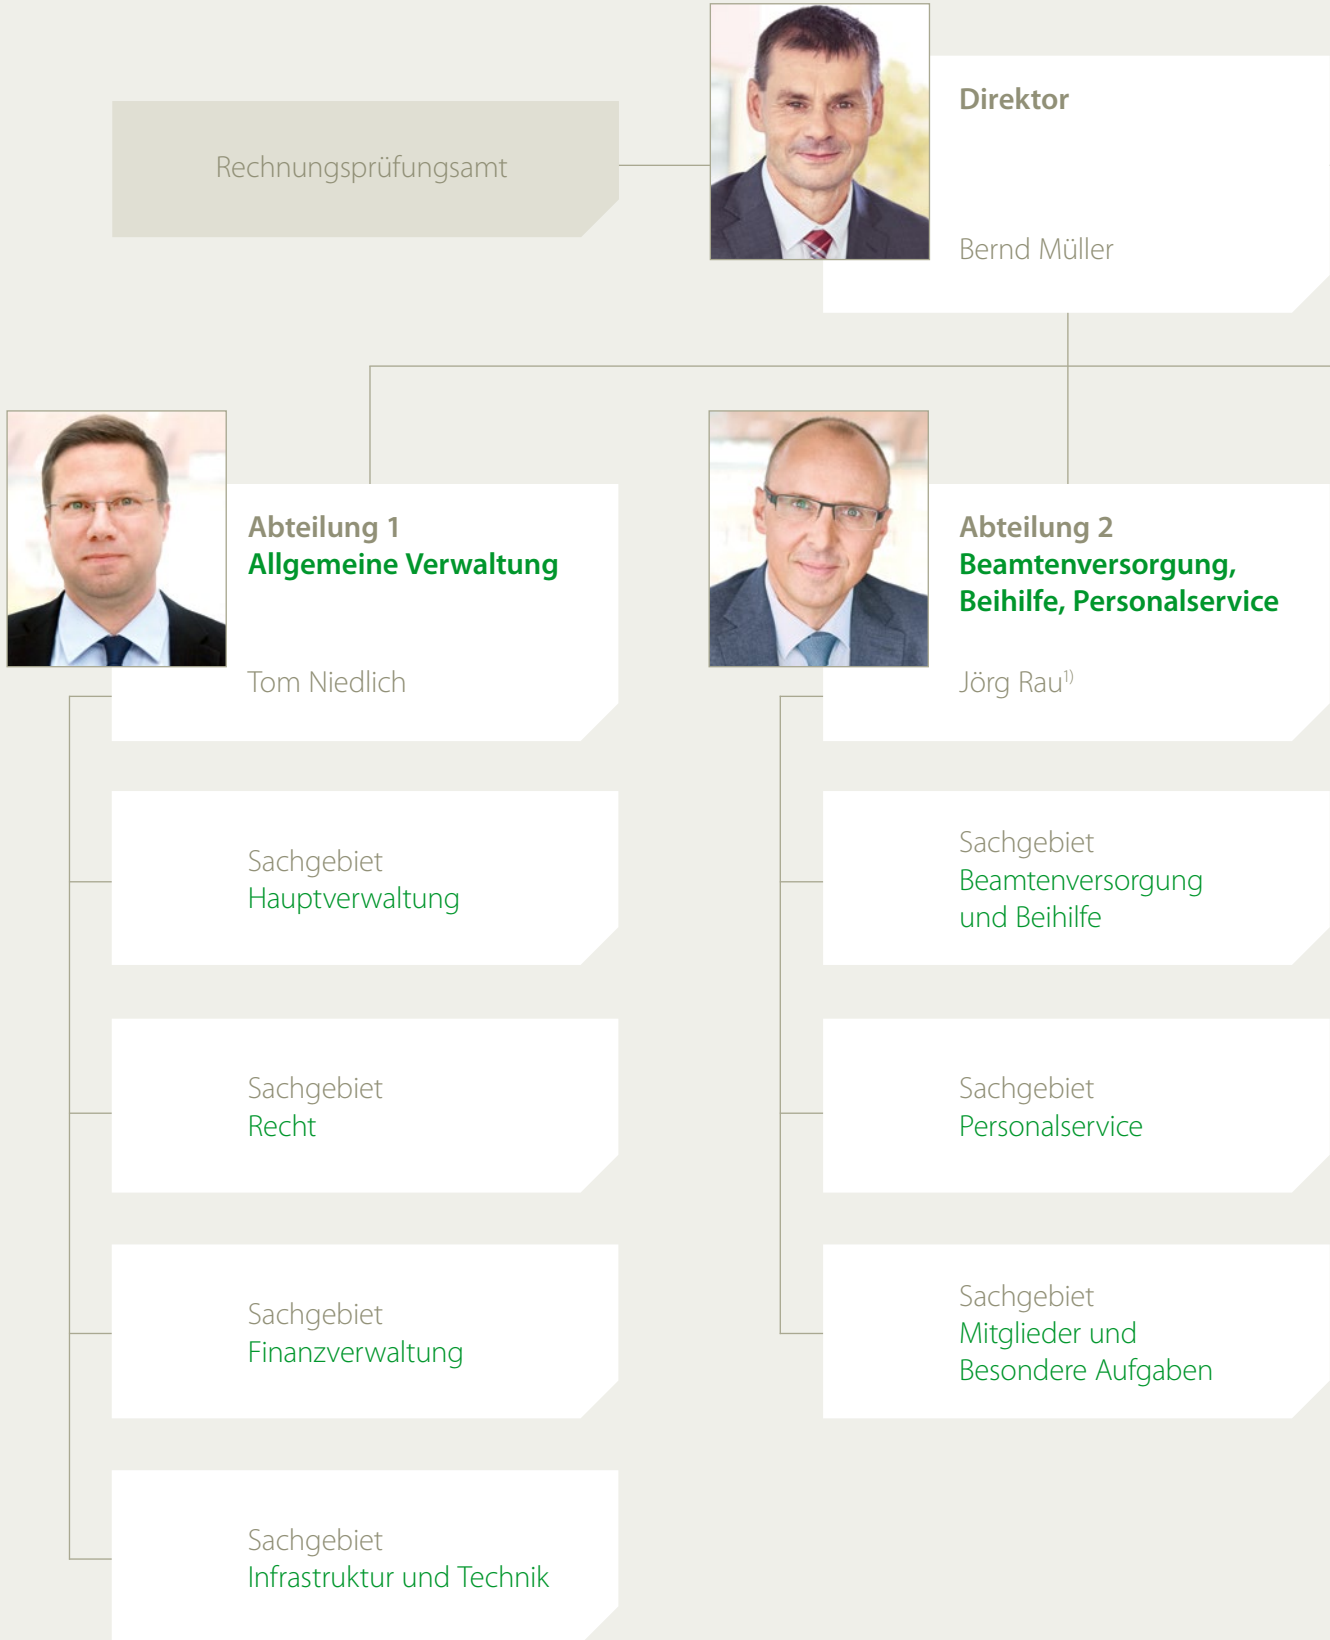 Rechnungsprüfungsamt
Direktor
Bernd Müller
Abteilung 1
Allgemeine Verwaltung
Tom Niedlich
Sachgebiet
Hauptverwaltung
Sachgebiet
Recht
Sachgebiet
Finanzverwaltung
Sachgebiet
Infrastruktur und Technik
Abteilung 2
Beamtenversorgung,
Beihilfe, Personalservice
Jörg Rau¹⁾
Sachgebiet
Beamtenversorgung
und Beihilfe
Sachgebiet
Personalservice
Sachgebiet
Mitglieder und
Besondere Aufgaben